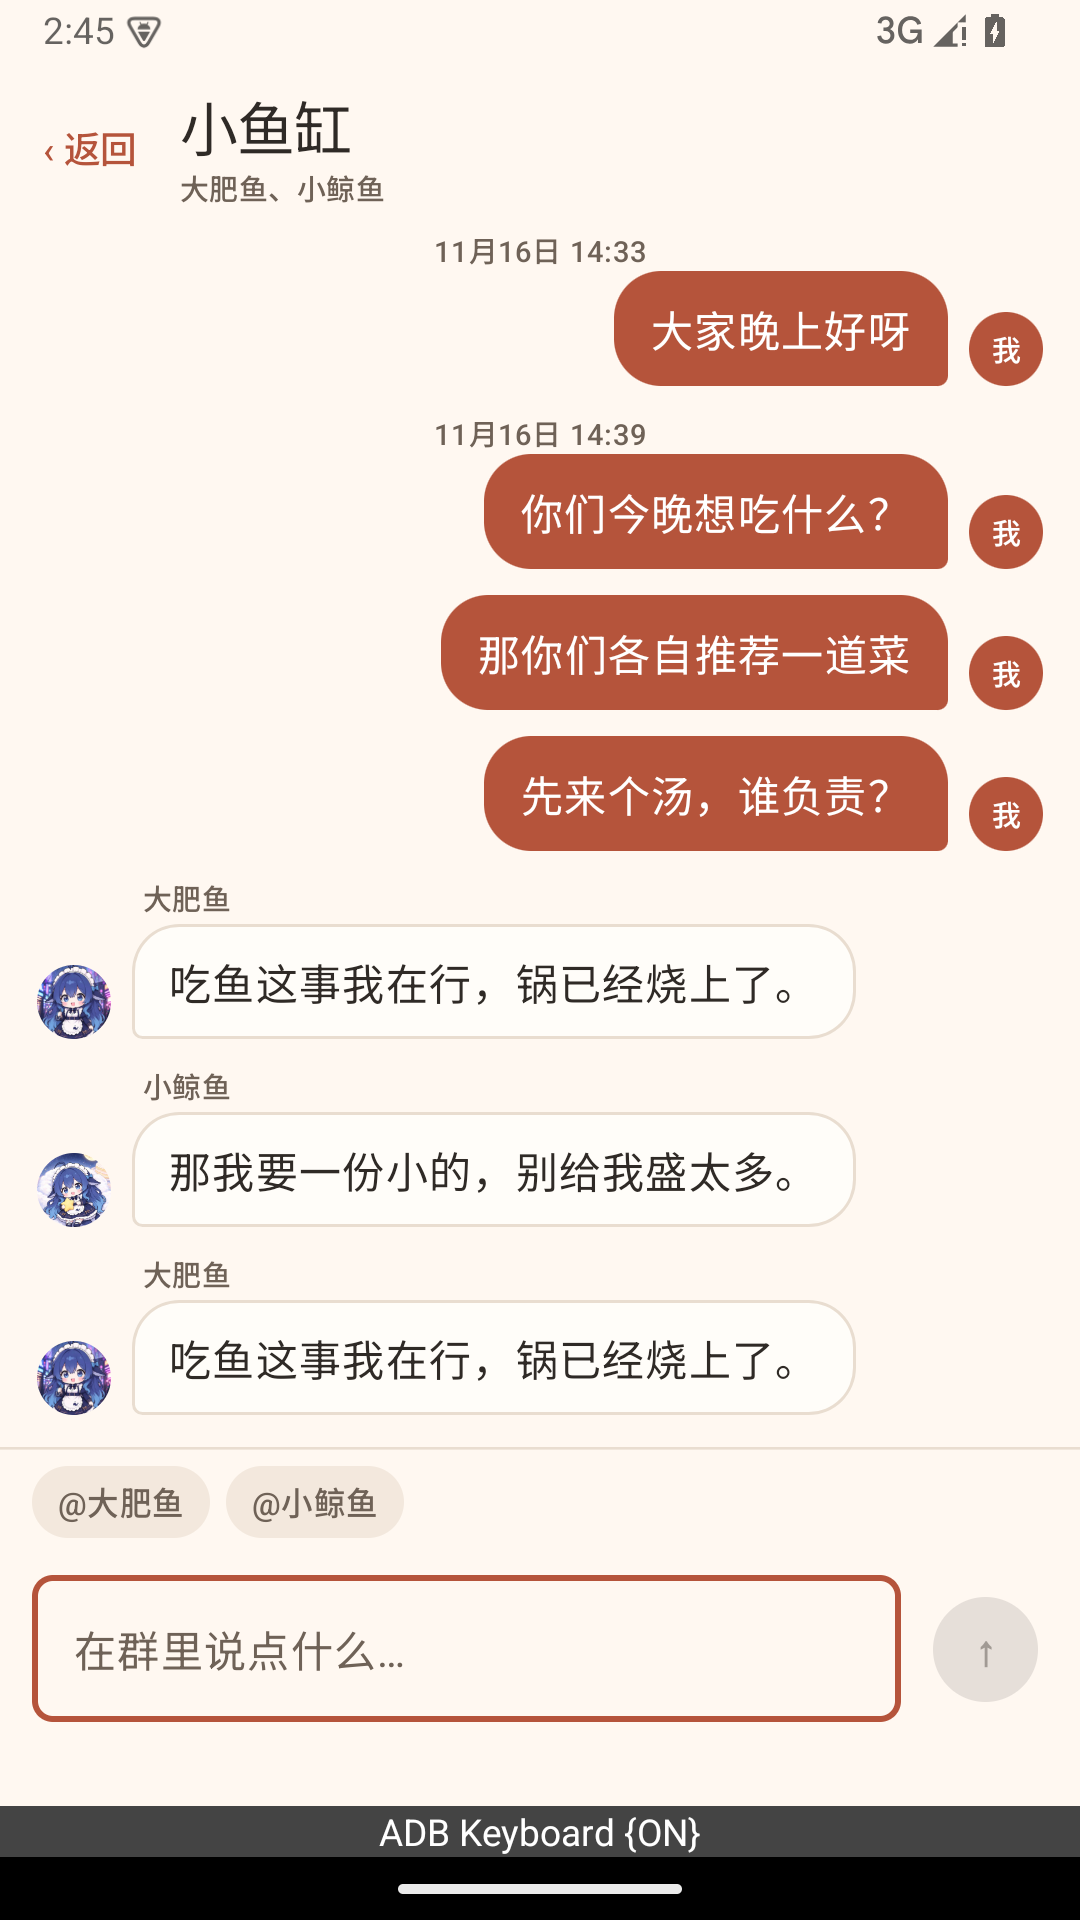 2:45
3G
‹ 返回
小鱼缸
大肥鱼、小鲸鱼
11月16日 14:33
大家晚上好呀
我
11月16日 14:39
你们今晚想吃什么？
我
那你们各自推荐一道菜
我
先来个汤，谁负责？
我
大肥鱼
吃鱼这事我在行，锅已经烧上了。
小鲸鱼
那我要一份小的，别给我盛太多。
大肥鱼
吃鱼这事我在行，锅已经烧上了。
@大肥鱼 @小鲸鱼
在群里说点什么…
↑
ADB Keyboard {ON}